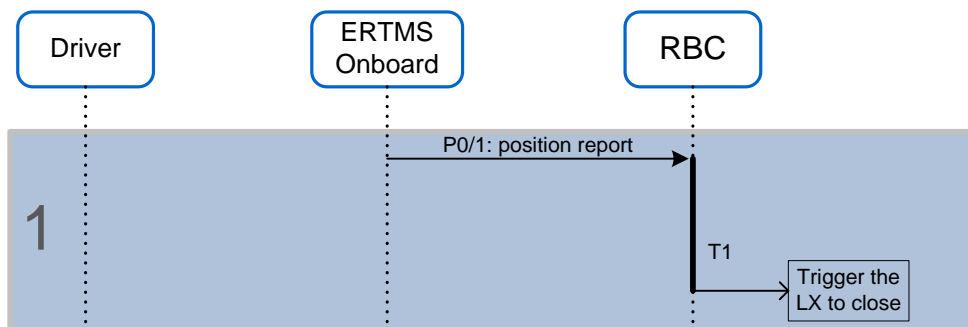 Driver
ERTMS
Onboard
RBC
P0/1: position report
1
T1
Trigger the
LX to close